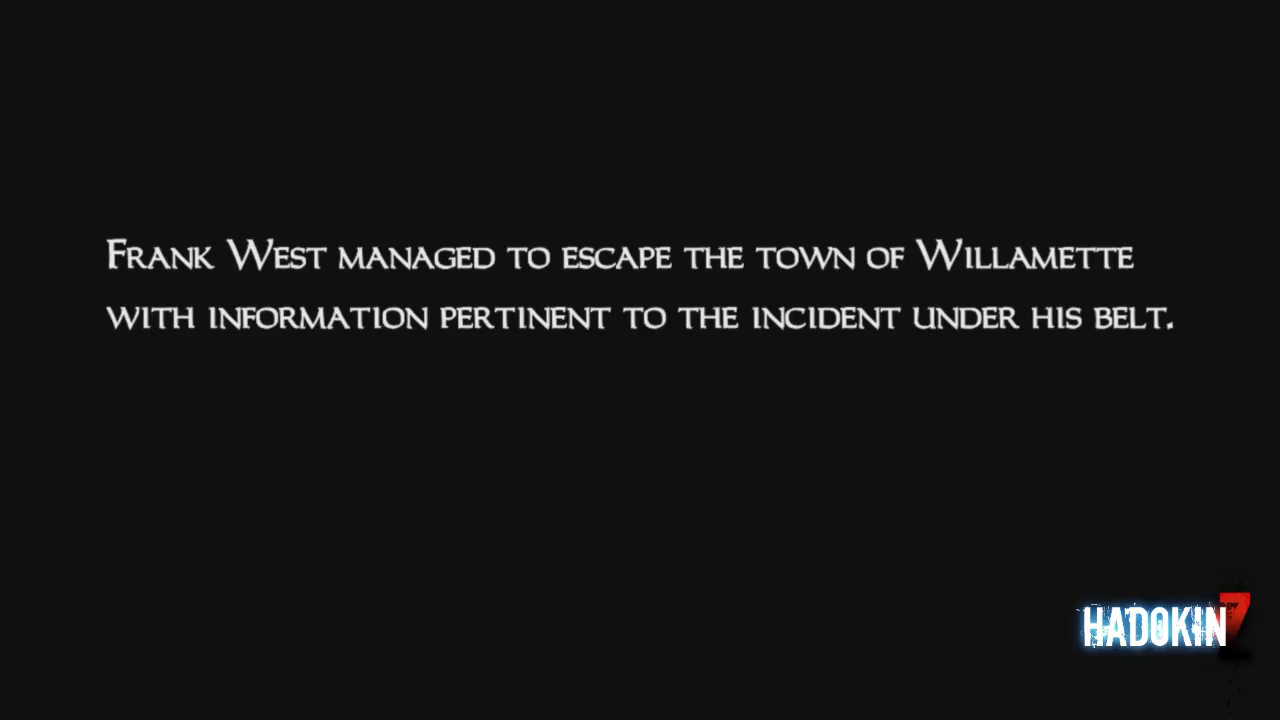 Frank West managed to escape the town of Willamette
with information pertinent to the incident under his belt.
HADOKIN7